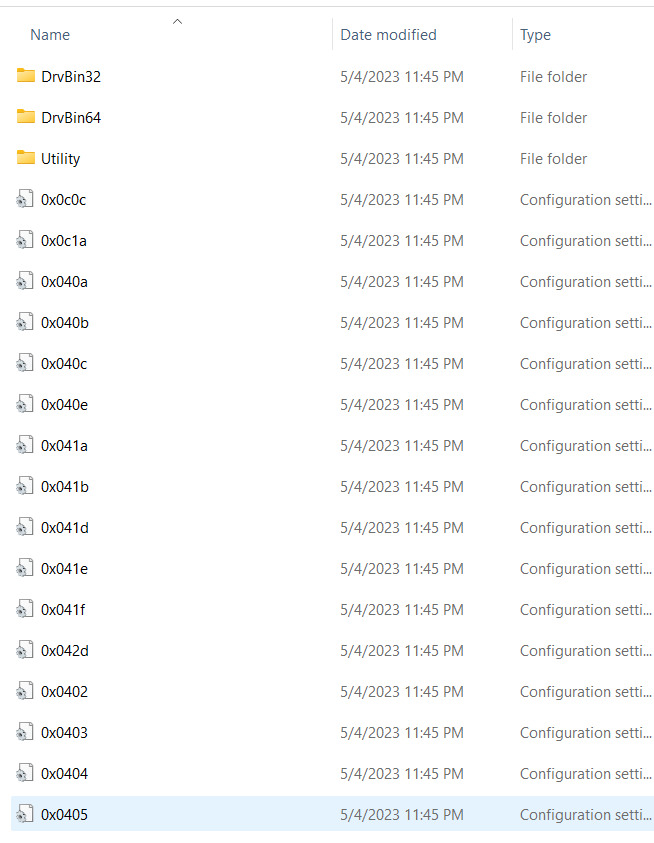 Name Date modified Type
DrvBin32 5/4/2023 11:45 PM File folder
DrvBin64 5/4/2023 11:45 PM File folder
Utility 5/4/2023 11:45 PM File folder
0x0c0c 5/4/2023 11:45 PM Configuration setti...
0x0c1a 5/4/2023 11:45 PM Configuration setti...
0x040a 5/4/2023 11:45 PM Configuration setti...
0x040b 5/4/2023 11:45 PM Configuration setti...
0x040c 5/4/2023 11:45 PM Configuration setti...
0x040e 5/4/2023 11:45 PM Configuration setti...
0x041a 5/4/2023 11:45 PM Configuration setti...
0x041b 5/4/2023 11:45 PM Configuration setti...
0x041d 5/4/2023 11:45 PM Configuration setti...
0x041e 5/4/2023 11:45 PM Configuration setti...
0x041f 5/4/2023 11:45 PM Configuration setti...
0x042d 5/4/2023 11:45 PM Configuration setti...
0x0402 5/4/2023 11:45 PM Configuration setti...
0x0403 5/4/2023 11:45 PM Configuration setti...
0x0404 5/4/2023 11:45 PM Configuration setti...
0x0405 5/4/2023 11:45 PM Configuration setti...